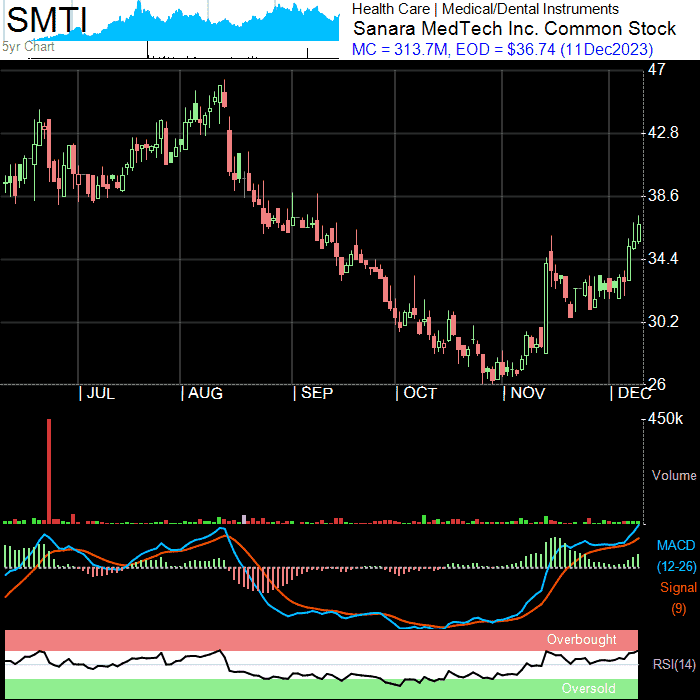 SMTI
5yr Chart
Health Care | Medical/Dental Instruments
Sanara MedTech Inc. Common Stock
MC = 313.7M, EOD = $36.74 (11Dec2023)
47
42.8
38.6
34.4
30.2
26
JUL
AUG
SEP
OCT
NOV
DEC
450k
Volume
MACD
(12-26)
Signal
(9)
Overbought
RSI(14)
Oversold